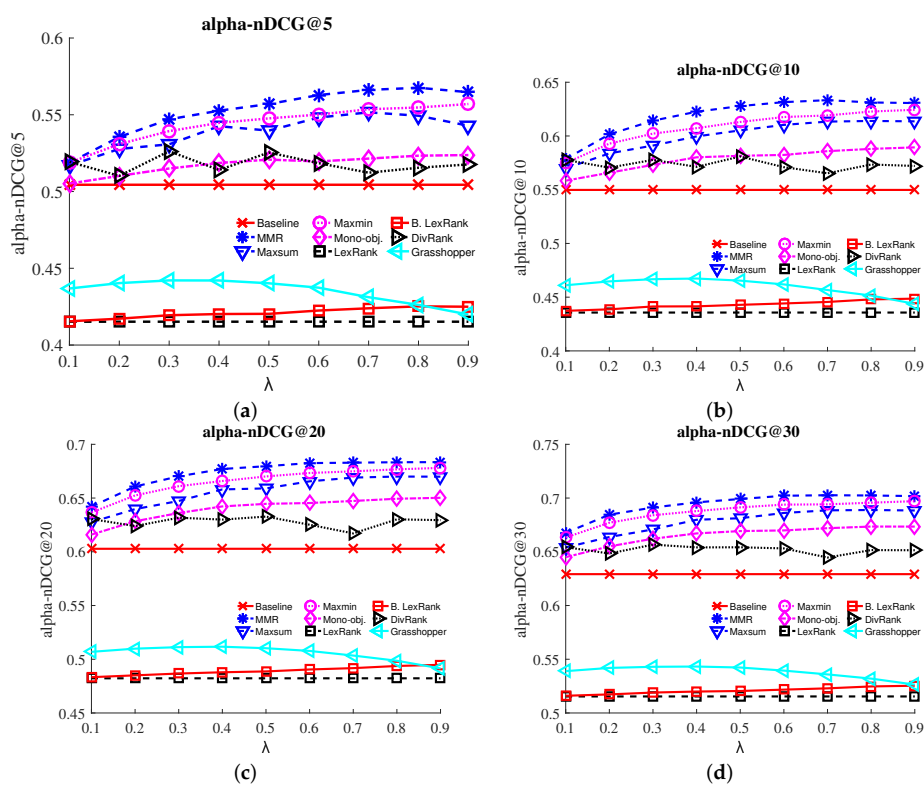 alpha-nDCG@5
0.6
0.55
0.5
0.45
0.4
alpha-nDCG@5
Baseline Maxmin B. LexRank
MMR Mono-obj. DivRank
Maxsum LexRank Grasshopper
0.1 0.2 0.3 0.4 0.5 0.6 0.7 0.8 0.9
λ
(a)
alpha-nDCG@10
0.65
0.6
0.55
0.5
0.45
0.4
alpha-nDCG@10
Baseline Maxmin B. LexRank
MMR Mono-obj. DivRank
Maxsum LexRank Grasshopper
0.1 0.2 0.3 0.4 0.5 0.6 0.7 0.8 0.9
λ
(b)
alpha-nDCG@20
0.7
0.65
0.6
0.55
0.5
0.45
alpha-nDCG@20
Baseline Maxmin B. LexRank
MMR Mono-obj. DivRank
Maxsum LexRank Grasshopper
0.1 0.2 0.3 0.4 0.5 0.6 0.7 0.8 0.9
λ
(c)
alpha-nDCG@30
0.75
0.7
0.65
0.6
0.55
0.5
alpha-nDCG@30
Baseline Maxmin B. LexRank
MMR Mono-obj. DivRank
Maxsum LexRank Grasshopper
0.1 0.2 0.3 0.4 0.5 0.6 0.7 0.8 0.9
λ
(d)